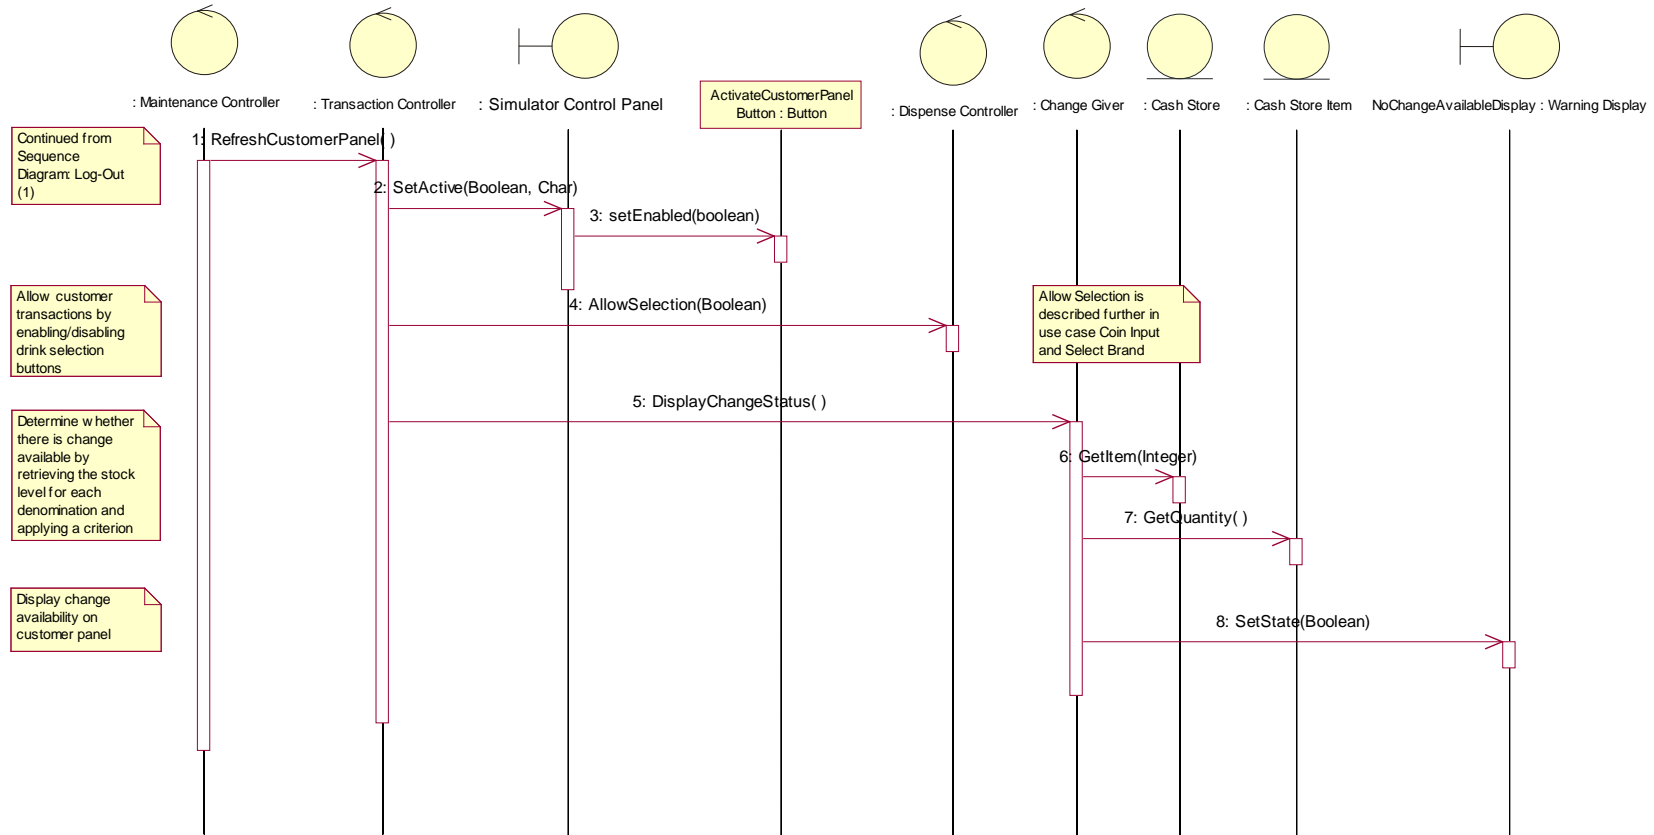 : Maintenance Controller
: Transaction Controller
: Simulator Control Panel
ActivateCustomerPanel
Button : Button
: Dispense Controller
: Change Giver
: Cash Store
: Cash Store Item
NoChangeAvailableDisplay : Warning Display
Continued from
Sequence
Diagram: Log-Out
(1)
1: RefreshCustomerPanel( )
2: SetActive(Boolean, Char)
3: setEnabled(boolean)
Allow customer
transactions by
enabling/disabling
drink selection
buttons
4: AllowSelection(Boolean)
Allow Selection is
described further in
use case Coin Input
and Select Brand
5: DisplayChangeStatus( )
Determine whether
there is change
available by
retrieving the stock
level for each
denomination and
applying a criterion
6: GetItem(Integer)
7: GetQuantity( )
Display change
availability on
customer panel
8: SetState(Boolean)